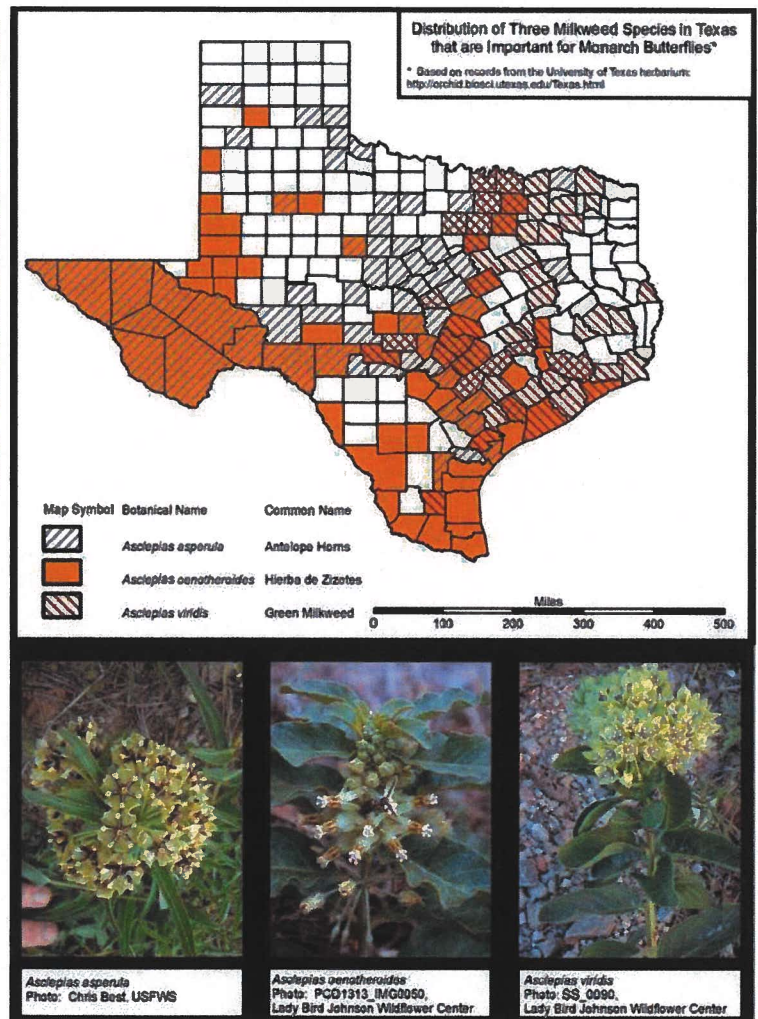 Distribution of Three Milkweed Species in Texas
that are Important for Monarch Butterflies*
* Based on records from the University of Texas herbarium:
http://orchid.biosci.utexas.edu/Texas.html
Map Symbol Botanical Name Common Name
Asclepias asperula Antelope Horns
Asclepias oenotheroides Hierba de Zizotes
Asclepias viridis Green Milkweed
Miles
0 100 200 300 400 500
Asclepias asperula
Photo: Chris Best, USFWS
Asclepias oenotheroides
Photo: PCD1313_IMG0050,
Lady Bird Johnson Wildflower Center
Asclepias viridis
Photo: SS_0090,
Lady Bird Johnson Wildflower Center